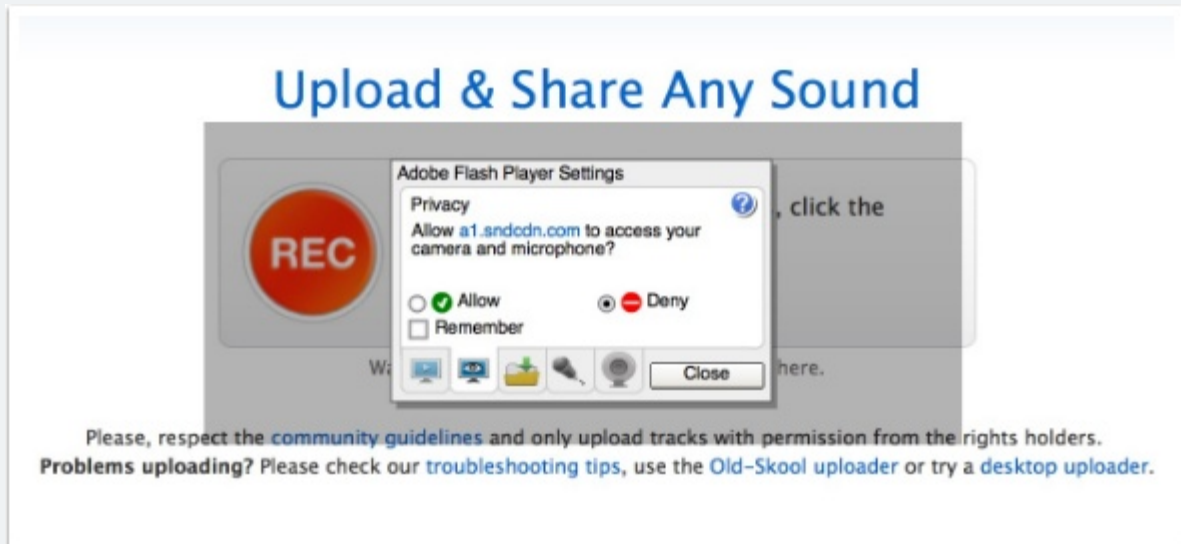 Upload & Share Any Sound
Adobe Flash Player Settings
Privacy
Allow a1.sndcdn.com to access your
camera and microphone?
Allow
Deny
Remember
Close
REC
, click the
here.
Please, respect the community guidelines and only upload tracks with permission from the rights holders.
Problems uploading? Please check our troubleshooting tips, use the Old-Skool uploader or try a desktop uploader.